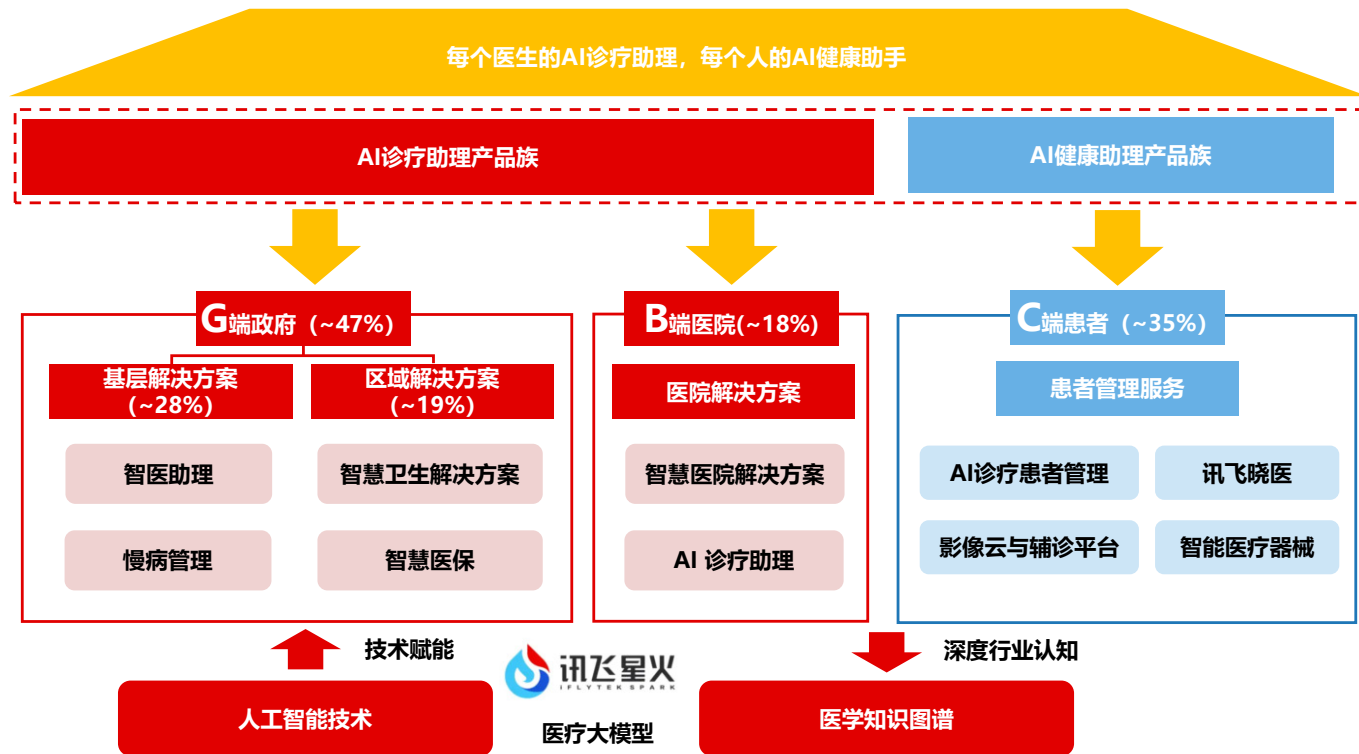 每个医生的AI诊疗助理，每个人的AI健康助手
AI诊疗助理产品族
AI健康助理产品族
G端政府（~47%）
B端医院(~18%)
C端患者（~35%）
基层解决方案
(~28%)
区域解决方案
(~19%)
医院解决方案
患者管理服务
智医助理
智慧卫生解决方案
智慧医院解决方案
AI诊疗患者管理
讯飞晓医
慢病管理
智慧医保
AI 诊疗助理
影像云与辅诊平台
智能医疗器械
技术赋能
讯飞星火
IFLYTEK SPARK
深度行业认知
人工智能技术
医疗大模型
医学知识图谱